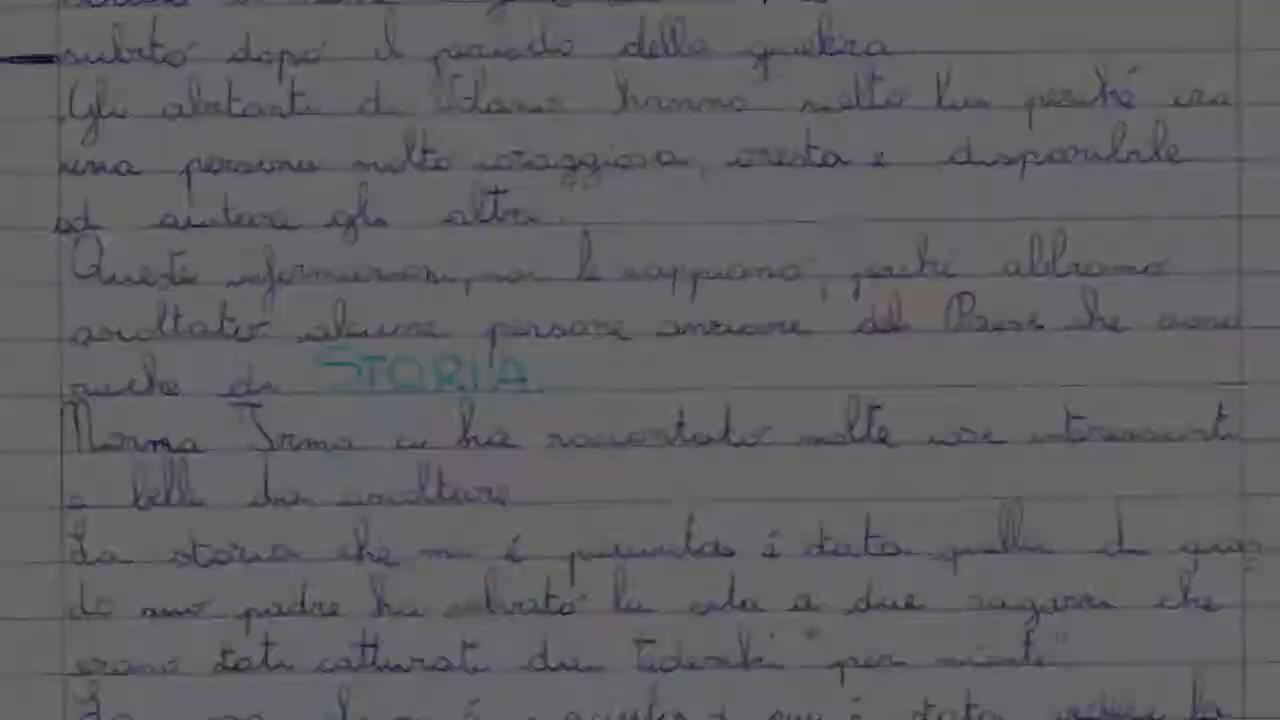 subito dopo il periodo della guerra
Gli abitanti di hanno molto perché era
una persona molto coraggiosa, onesta e disponibile
ad aiutare gli altri.
Queste informazioni, noi le sappiamo, perché abbiamo
ascoltato alcune persone anziane del Paese che sono
ricche di STORIA
Nonna Irma ci ha raccontato molte cose interessanti
e belle da ascoltare
La storia che mi è piaciuta è stata quella di quan
do suo padre ha salvato la vita a due ragazzi che
erano stati catturati dai Tedeschi "per niente"